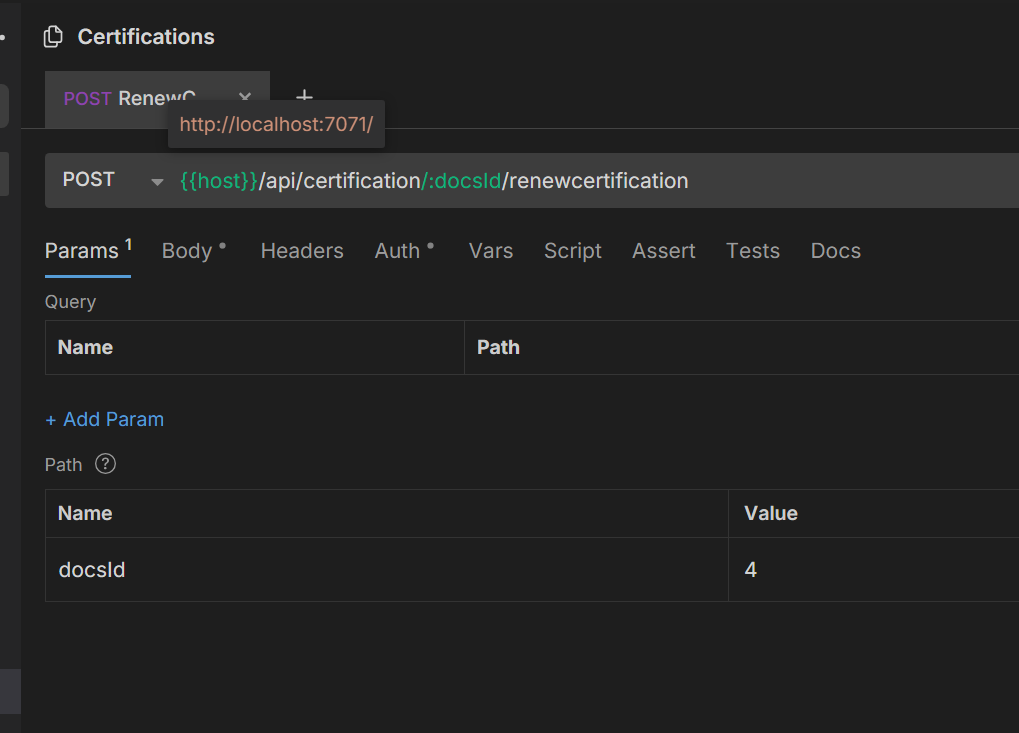 Certifications
POST RenewC × +
http://localhost:7071/
POST {{host}}/api/certification/:docsId/renewcertification
Params 1 Body • Headers Auth • Vars Script Assert Tests Docs
Query
Name Path
+ Add Param
Path ?
Name Value
docsId 4